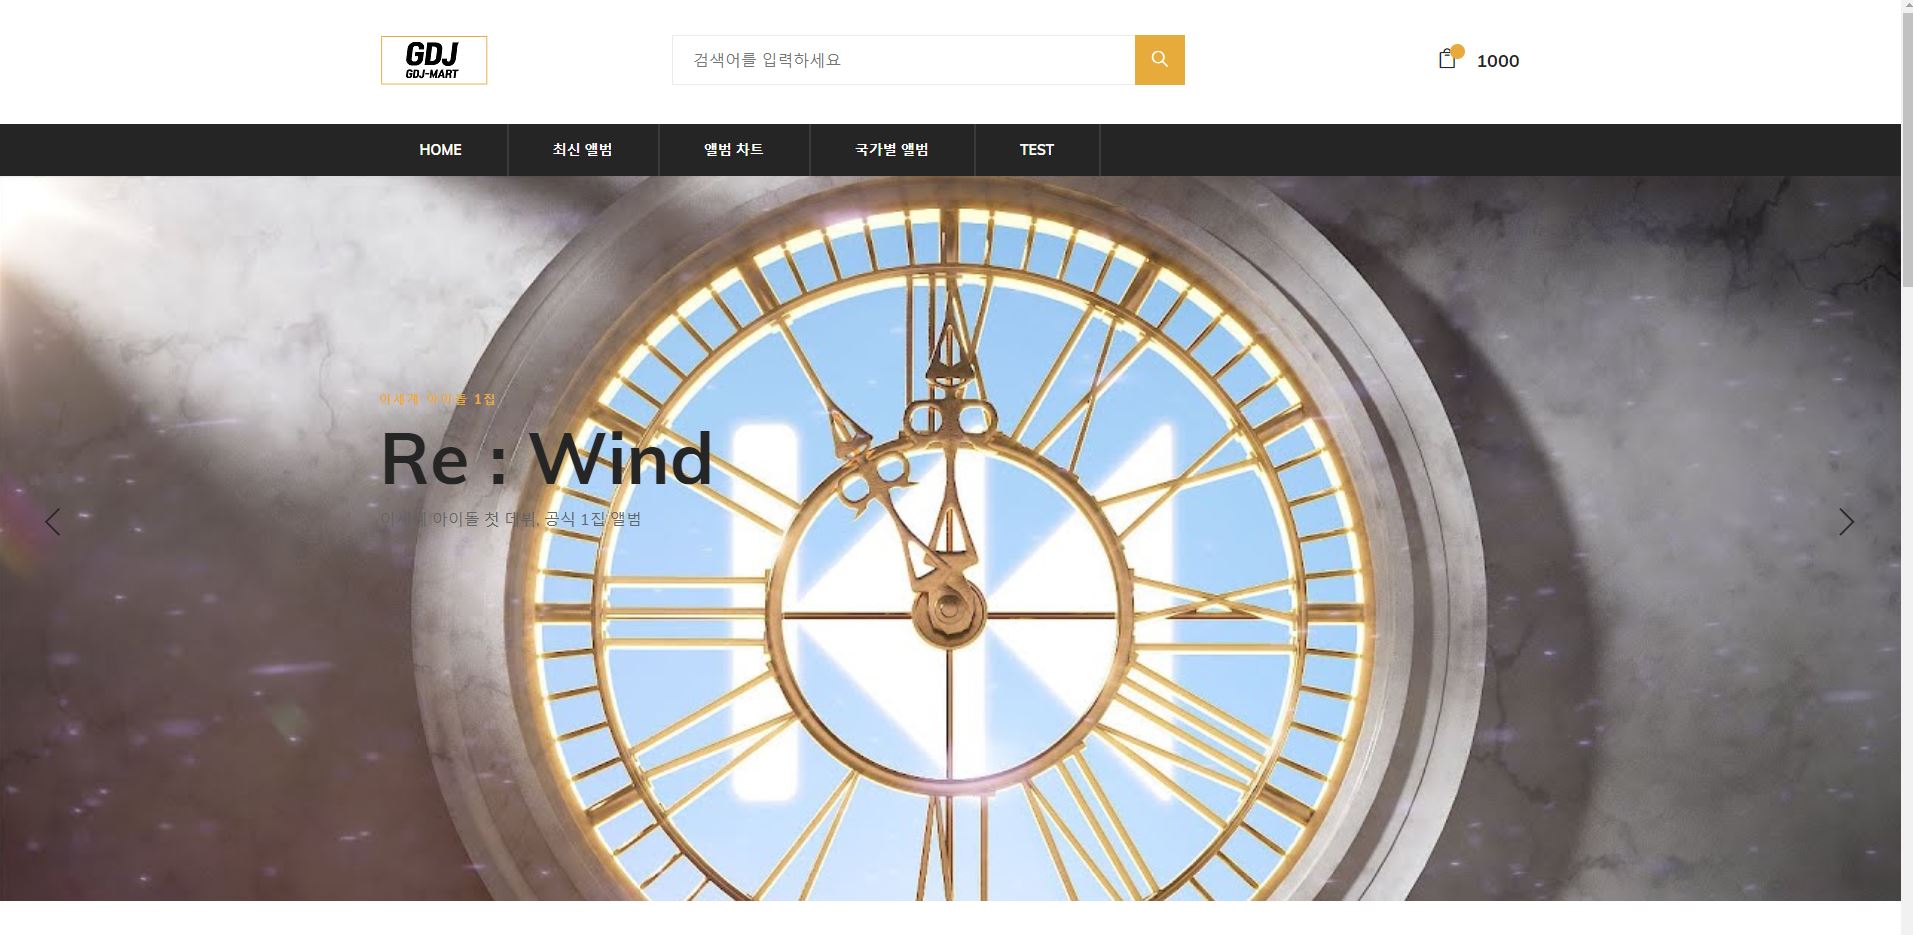 GDJ
GDJ-MART
검색어를 입력하세요
1000
HOME
최신 앨범
앨범 차트
국가별 앨범
TEST
이세계 아이돌 1집
Re : Wind
이세계 아이돌 첫 데뷔, 공식 1집 앨범